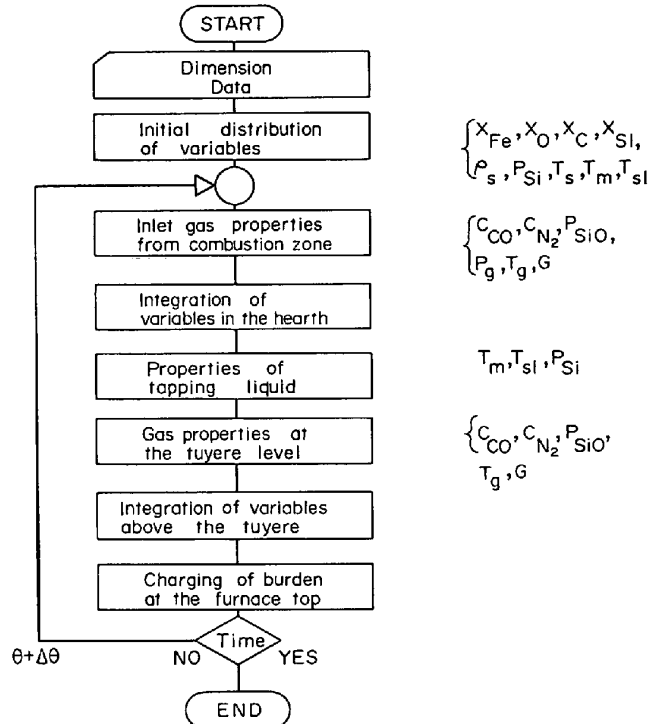 START
Dimension
Data
Initial distribution
of variables
{X_Fe, X_O, X_C, X_Sl,
ρ_s, P_Si, T_s, T_m, T_sl
Inlet gas properties
from combustion zone
{C_CO, C_N2, P_SiO,
P_g, T_g, G
Integration of
variables in the hearth
Properties of
tapping liquid
T_m, T_sl, P_Si
Gas properties at
the tuyere level
{C_CO, C_N2, P_SiO,
T_g, G
Integration of variables
above the tuyere
Charging of burden
at the furnace top
Time
θ+Δθ NO YES
END